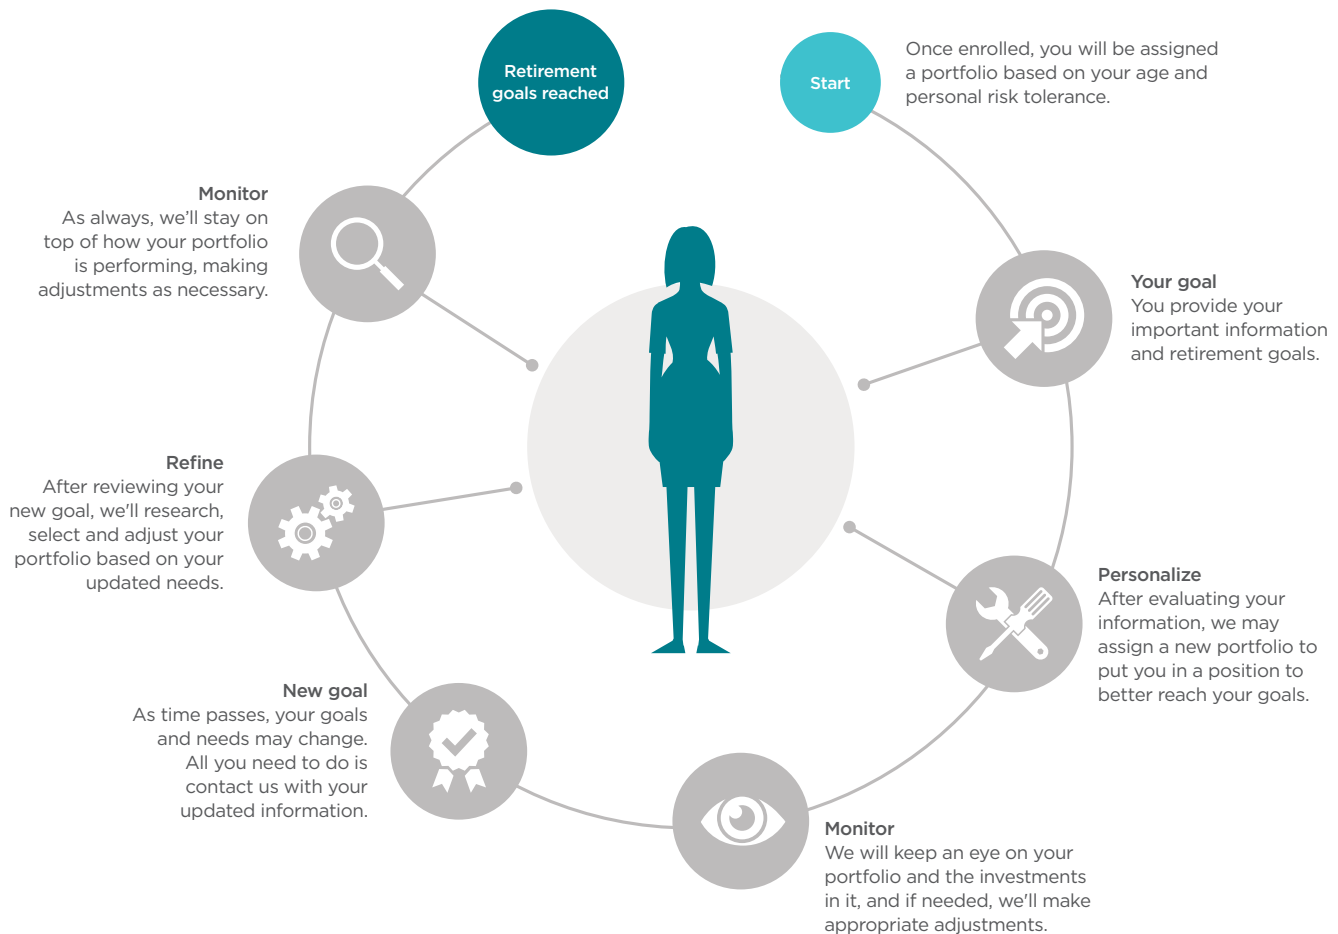 Start
Once enrolled, you will be assigned
a portfolio based on your age and
personal risk tolerance.
Your goal
You provide your
important information
and retirement goals.
Personalize
After evaluating your
information, we may
assign a new portfolio to
put you in a position to
better reach your goals.
Monitor
We will keep an eye on your
portfolio and the investments
in it, and if needed, we'll make
appropriate adjustments.
New goal
As time passes, your goals
and needs may change.
All you need to do is
contact us with your
updated information.
Refine
After reviewing your
new goal, we'll research,
select and adjust your
portfolio based on your
updated needs.
Monitor
As always, we’ll stay on
top of how your portfolio
is performing, making
adjustments as necessary.
Retirement
goals reached